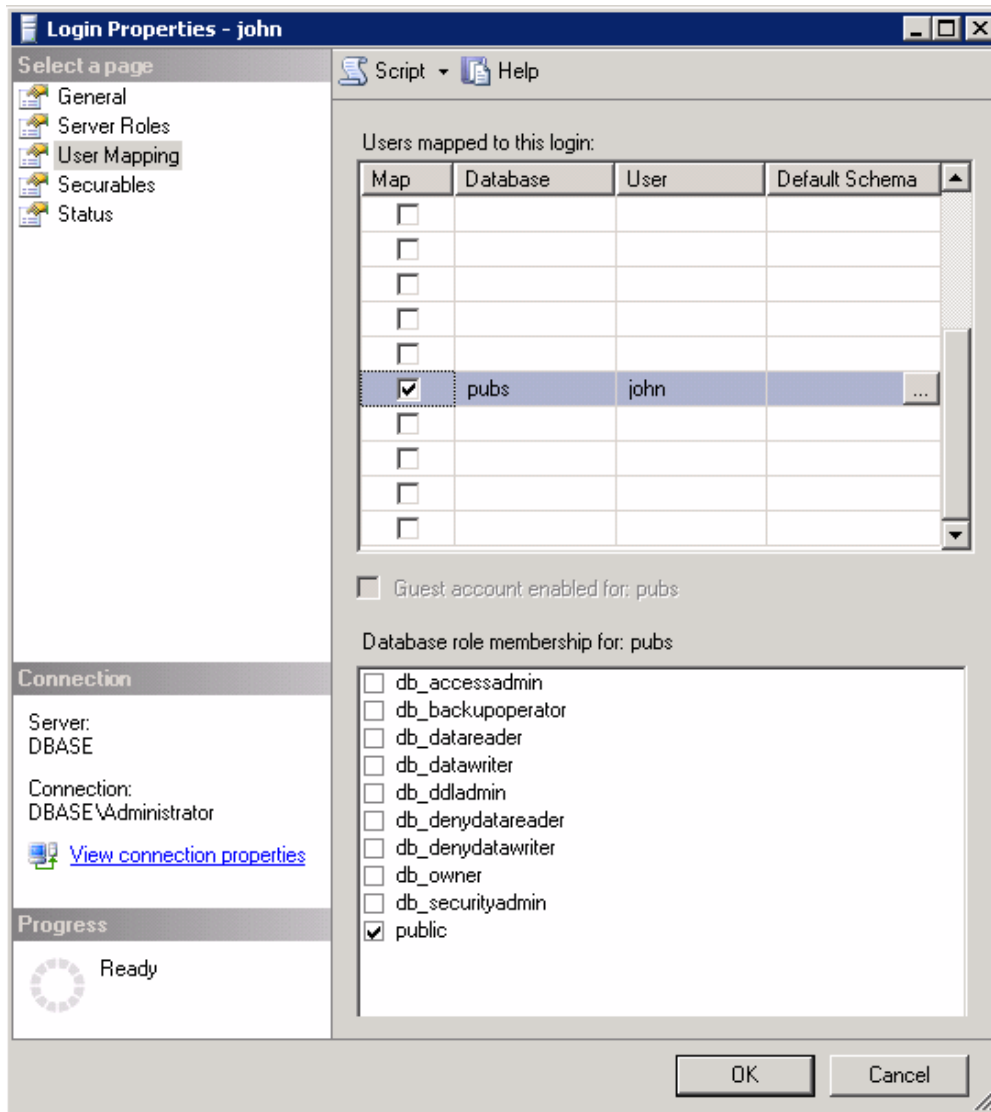 Login Properties - john
Select a page
General
Server Roles
User Mapping
Securables
Status
Script Help
Users mapped to this login:
Map Database User Default Schema
pubs john ...
Guest account enabled for: pubs
Database role membership for: pubs
db_accessadmin
db_backupoperator
db_datareader
db_datawriter
db_ddladmin
db_denydatareader
db_denydatawriter
db_owner
db_securityadmin
public
Connection
Server:
DBASE
Connection:
DBASE\Administrator
View connection properties
Progress
Ready
OK Cancel